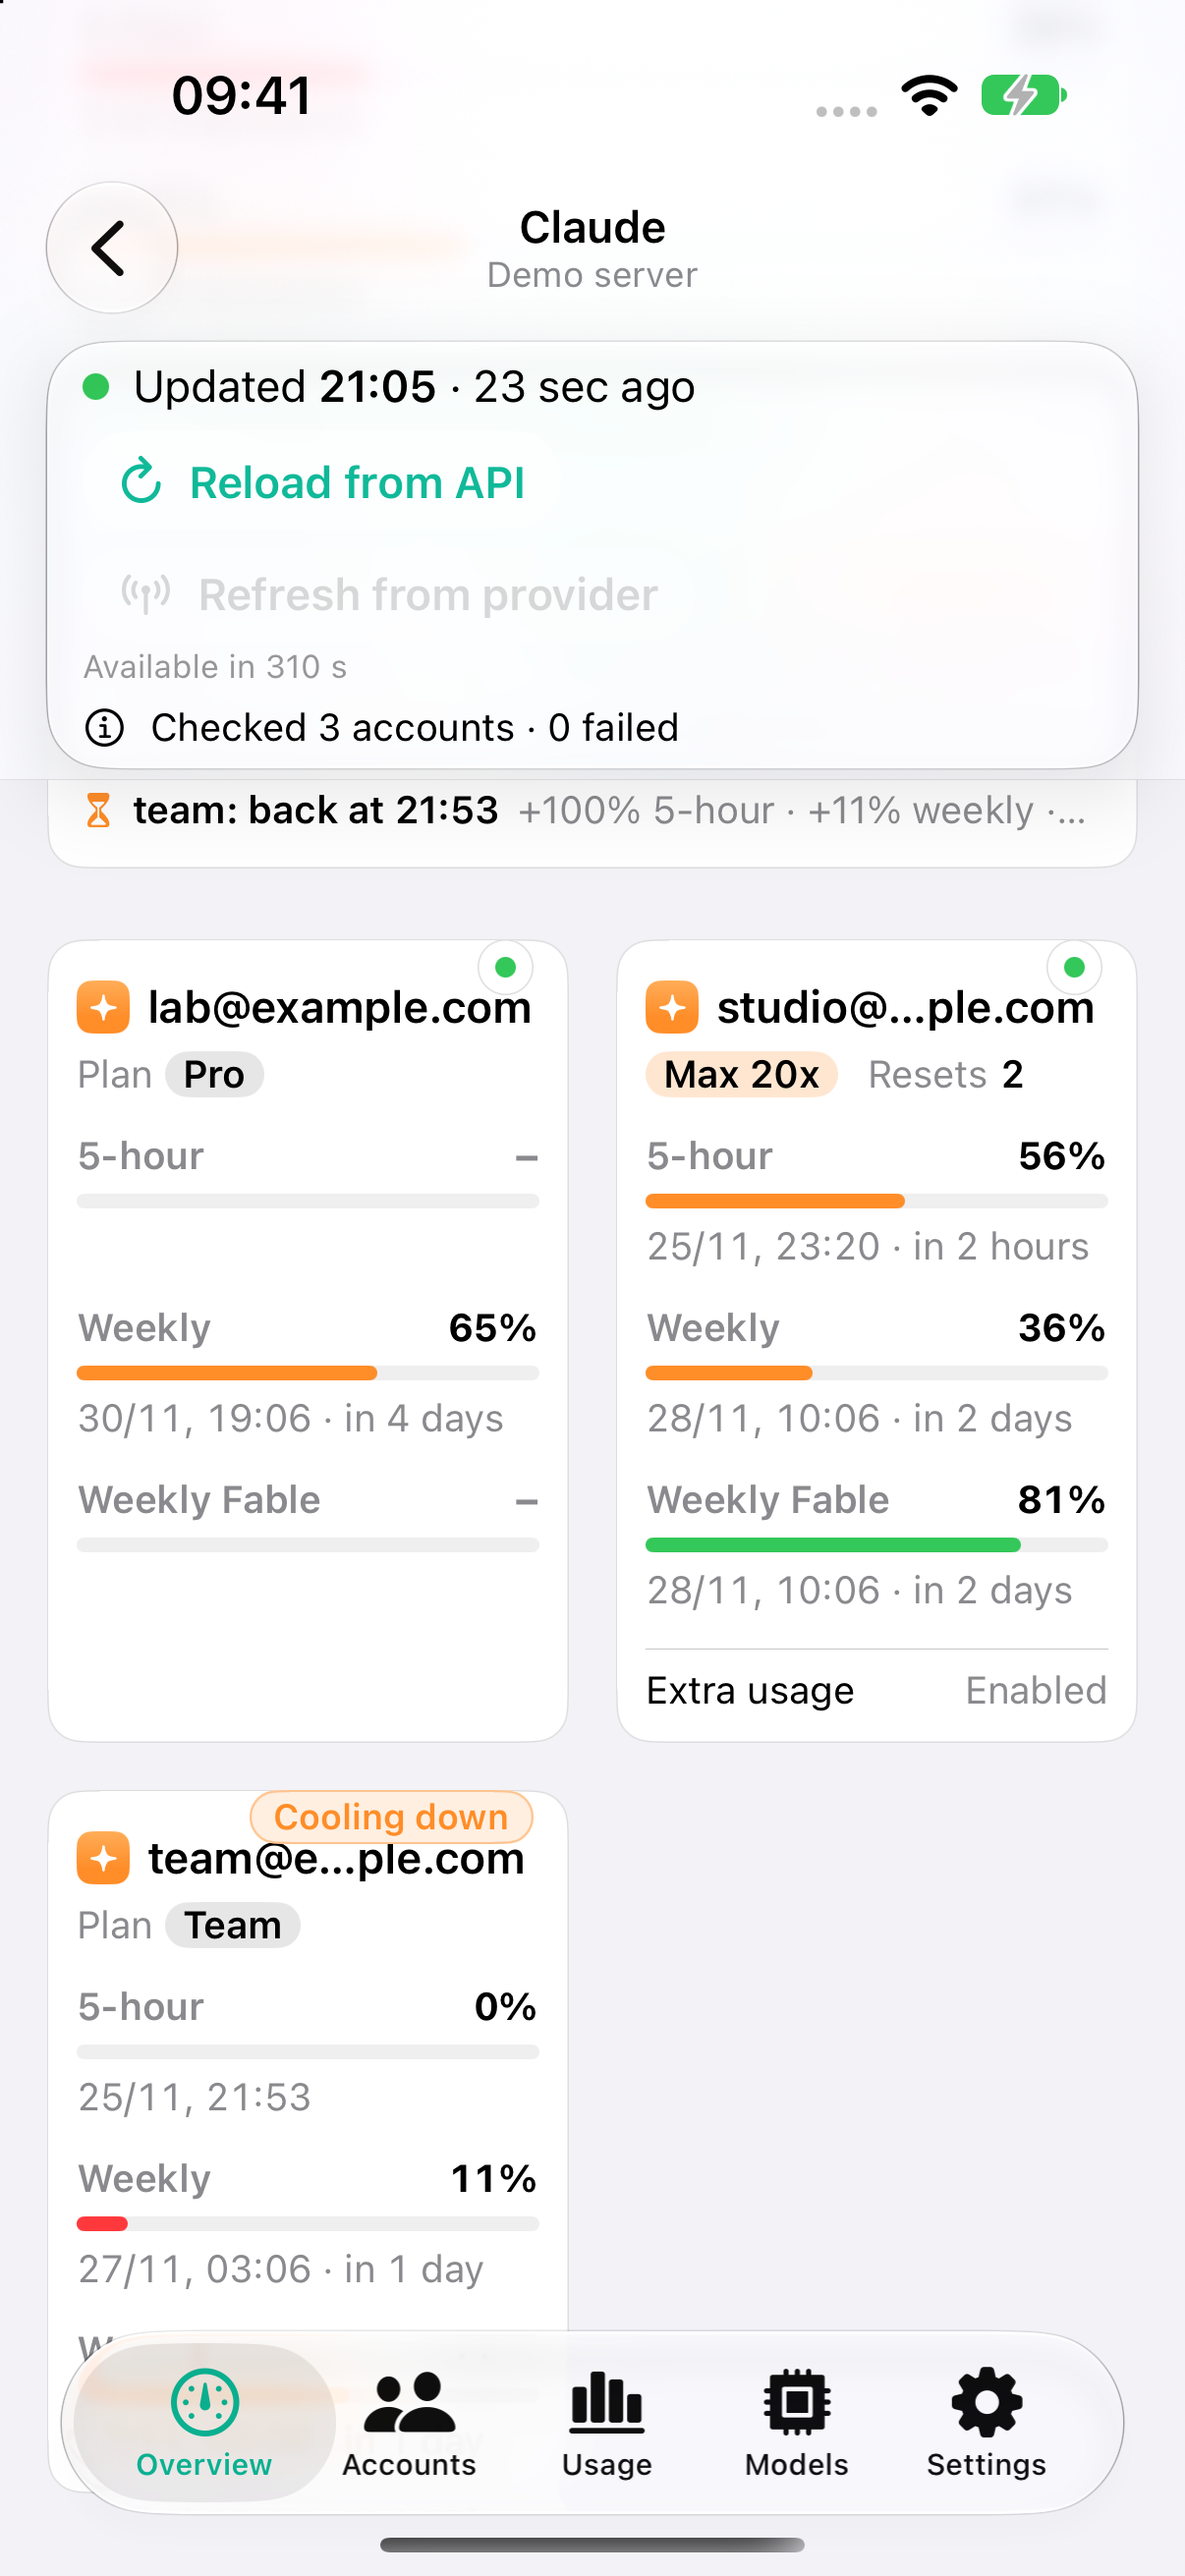 09:41
Claude
Demo server
Updated 21:05 · 23 sec ago
Reload from API
Refresh from provider
Available in 310 s
Checked 3 accounts · 0 failed
team: back at 21:53 +100% 5-hour · +11% weekly ·...
lab@example.com
Plan Pro
5-hour –
Weekly 65%
30/11, 19:06 · in 4 days
Weekly Fable –
studio@...ple.com
Max 20x Resets 2
5-hour 56%
25/11, 23:20 · in 2 hours
Weekly 36%
28/11, 10:06 · in 2 days
Weekly Fable 81%
28/11, 10:06 · in 2 days
Extra usage Enabled
Cooling down
team@e...ple.com
Plan Team
5-hour 0%
25/11, 21:53
Weekly 11%
27/11, 03:06 · in 1 day
Overview
Accounts
Usage
Models
Settings